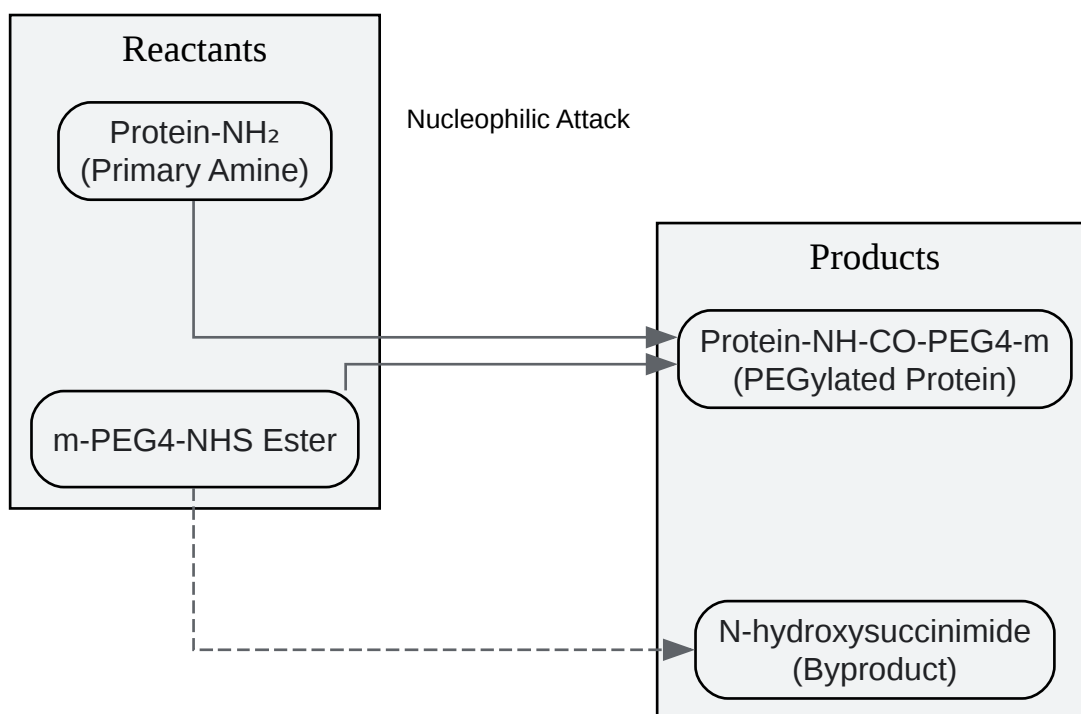 Reactants
Protein-NH₂
(Primary Amine)
Nucleophilic Attack
m-PEG4-NHS Ester
Products
Protein-NH-CO-PEG4-m
(PEGylated Protein)
N-hydroxysuccinimide
(Byproduct)